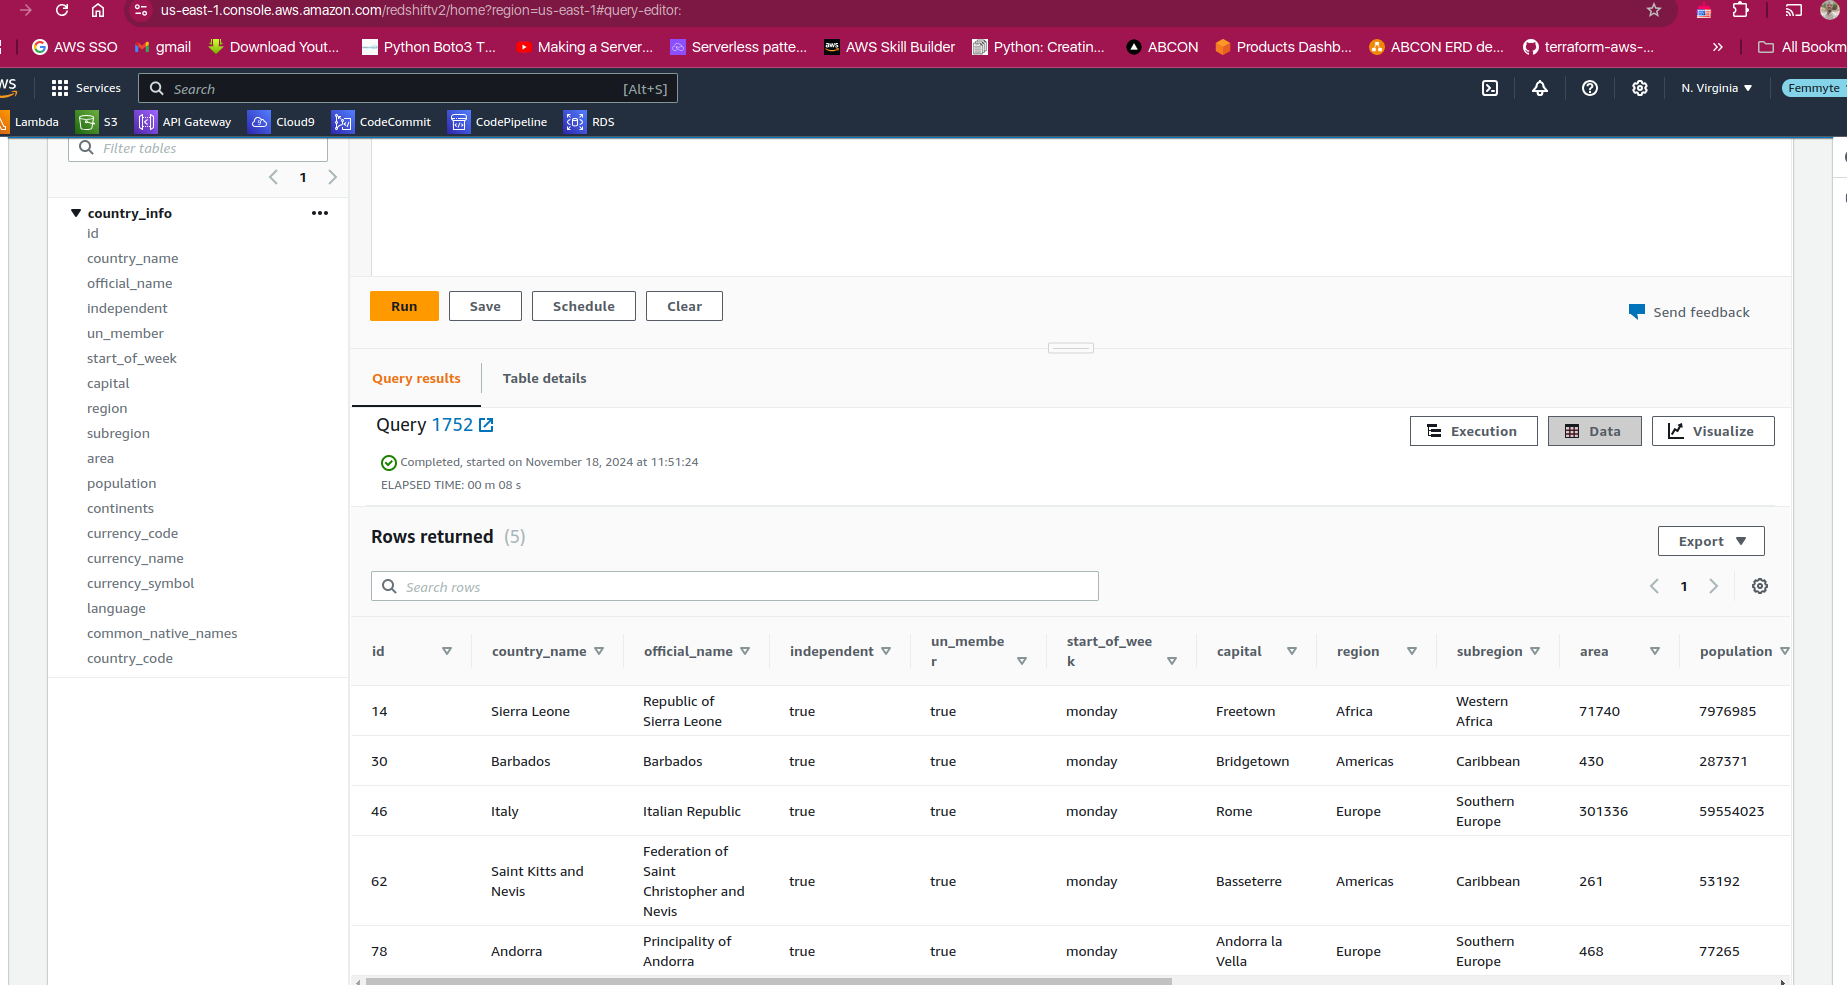 us-east-1.console.aws.amazon.com/redshiftv2/home?region=us-east-1#query-editor:
AWS SSO gmail Download Yout... Python Boto3 T... Making a Server... Serverless patte... AWS Skill Builder Python: Creatin... ABCON Products Dashb... ABCON ERD de... terraform-aws-... » All Bookm
Services Search [Alt+S] N. Virginia Femmyte
Lambda S3 API Gateway Cloud9 CodeCommit CodePipeline RDS
Filter tables
1
country_info
id
country_name
official_name
independent
un_member
start_of_week
capital
region
subregion
area
population
continents
currency_code
currency_name
currency_symbol
language
common_native_names
country_code
Run Save Schedule Clear
Send feedback
Query results Table details
Query 1752
Execution Data Visualize
Completed, started on November 18, 2024 at 11:51:24
ELAPSED TIME: 00 m 08 s
Rows returned (5)
Export
Search rows
1
id country_name official_name independent un_membe
r start_of_wee
k capital region subregion area population
14 Sierra Leone Republic of
Sierra Leone true true monday Freetown Africa Western
Africa 71740 7976985
30 Barbados Barbados true true monday Bridgetown Americas Caribbean 430 287371
46 Italy Italian Republic true true monday Rome Europe Southern
Europe 301336 59554023
62 Saint Kitts and
Nevis Federation of
Saint
Christopher and
Nevis true true monday Basseterre Americas Caribbean 261 53192
78 Andorra Principality of
Andorra true true monday Andorra la
Vella Europe Southern
Europe 468 77265